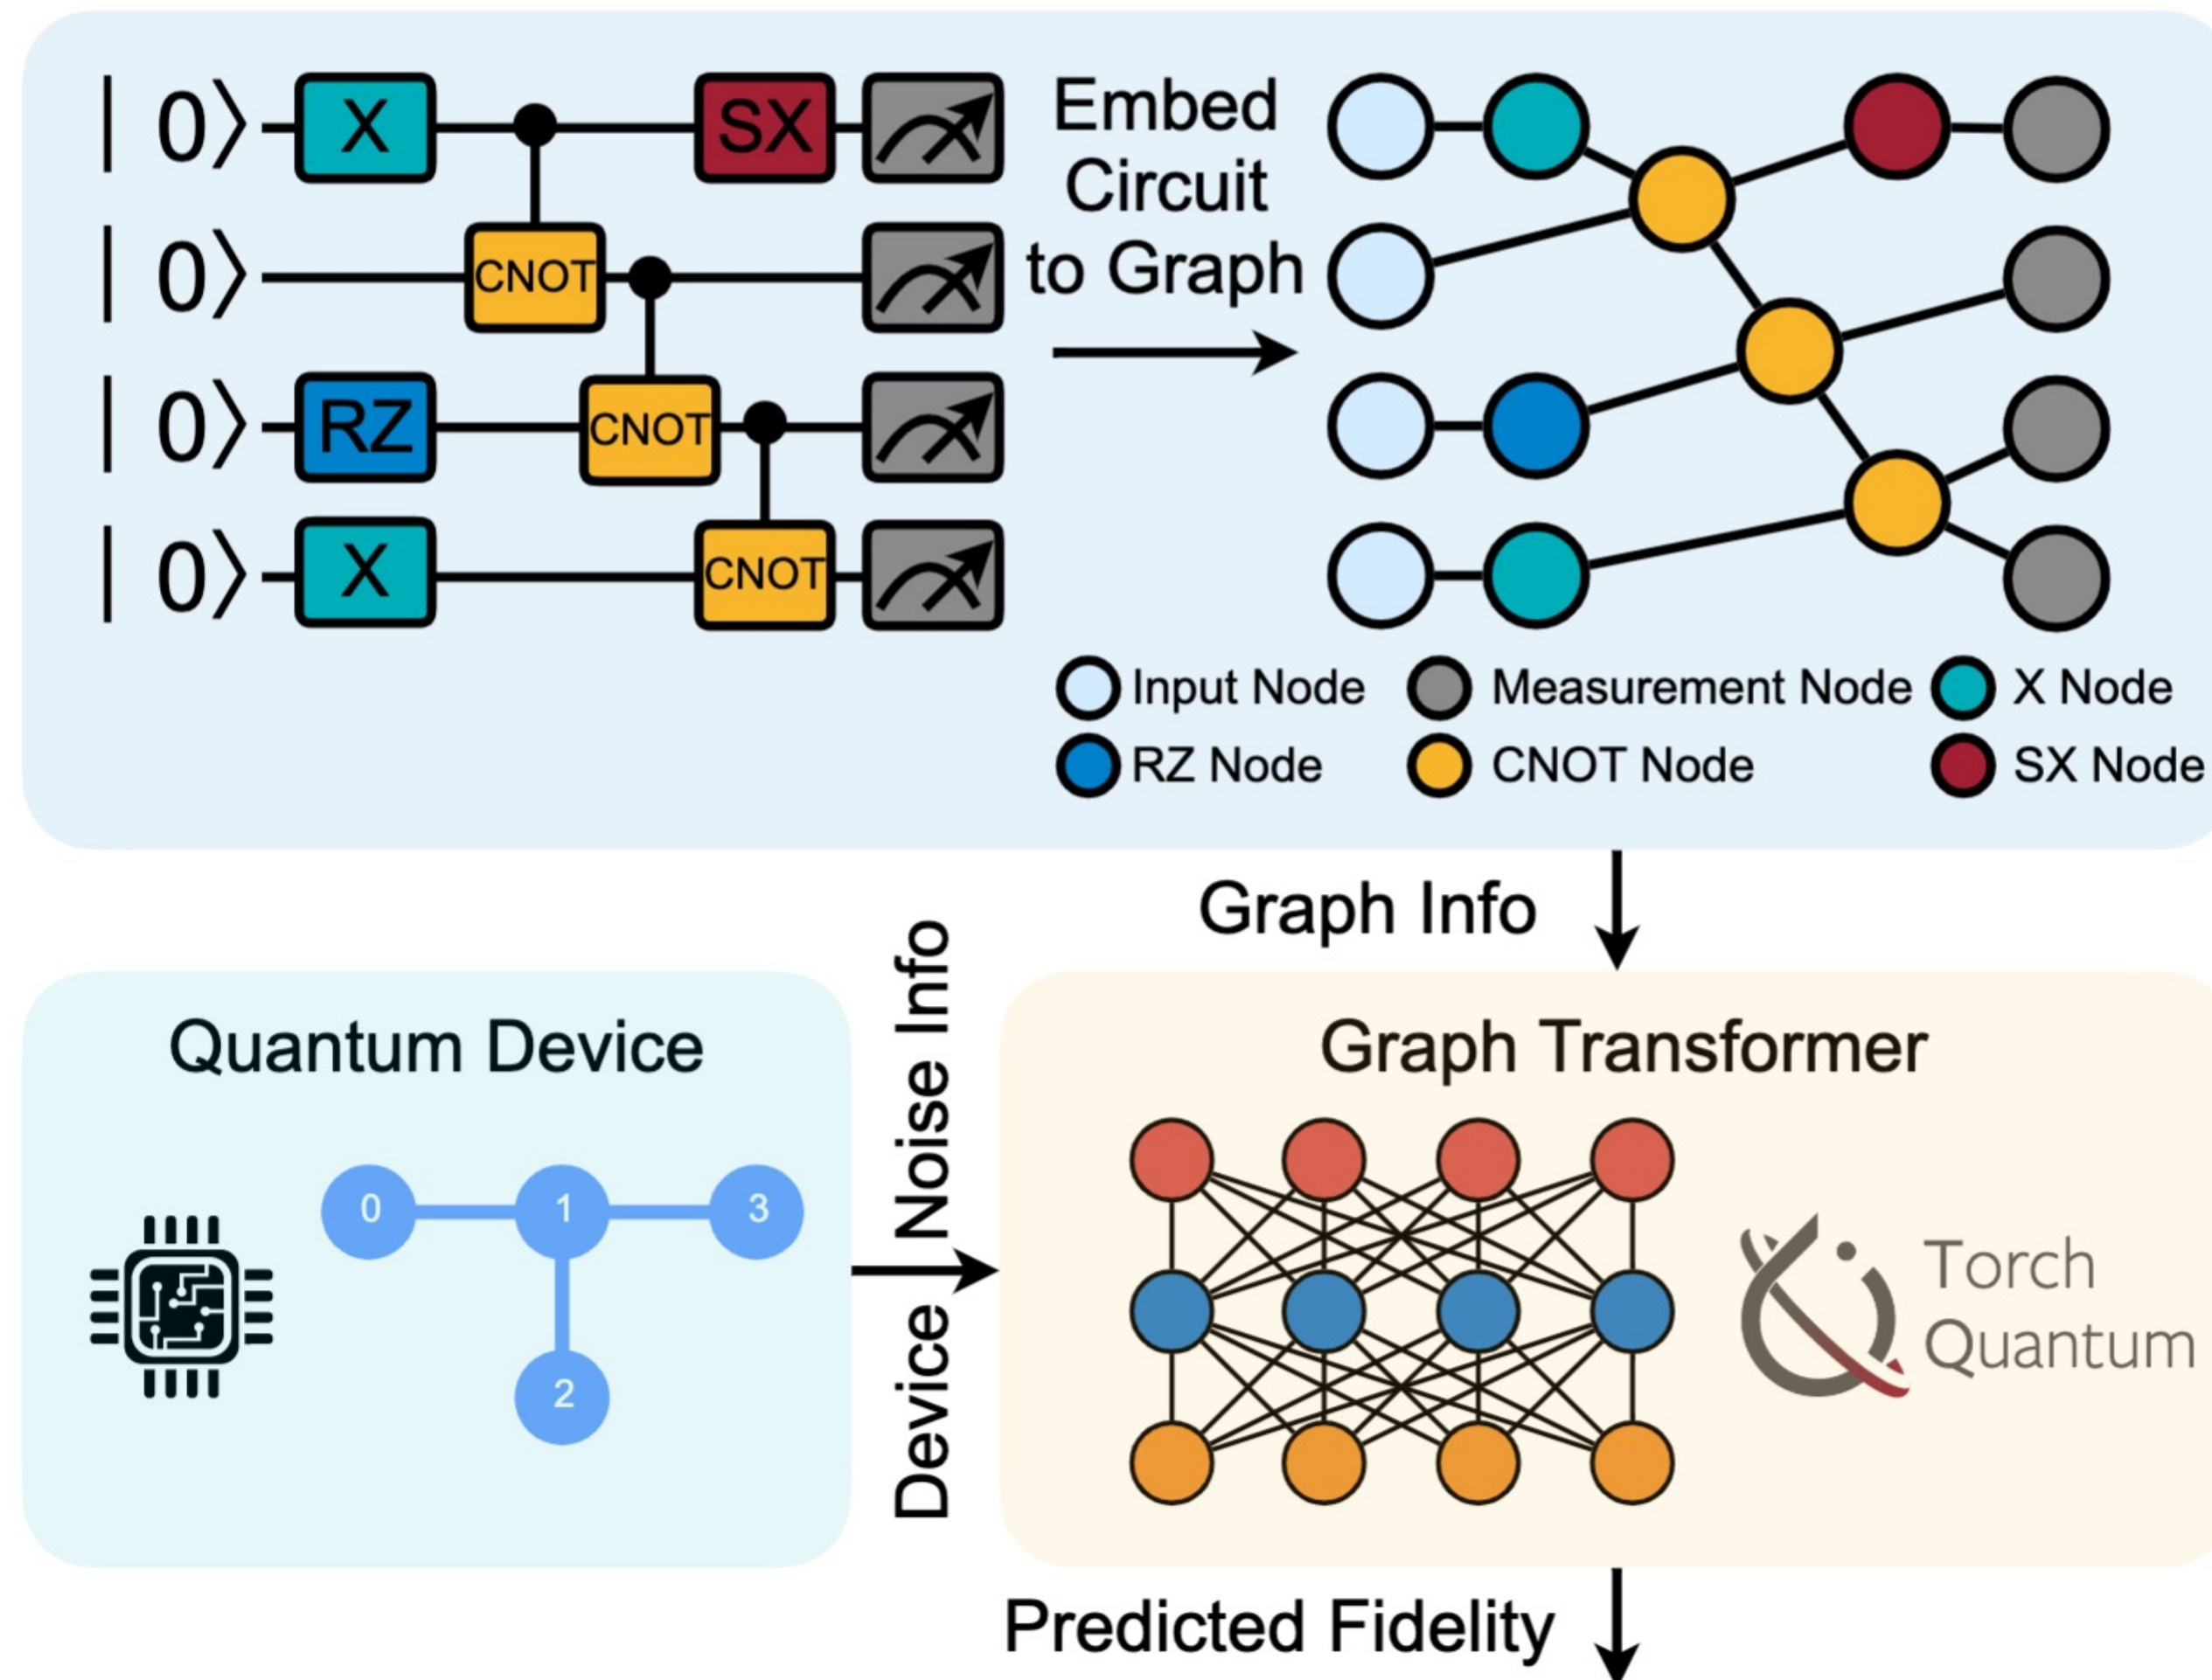 | 0⟩ X SX
Embed
Circuit
to Graph
| 0⟩ CNOT
| 0⟩ RZ CNOT
| 0⟩ X CNOT
Input Node
Measurement Node
X Node
RZ Node
CNOT Node
SX Node
Graph Info
Quantum Device
0
1
3
2
Device Noise Info
Graph Transformer
Torch
Quantum
Predicted Fidelity